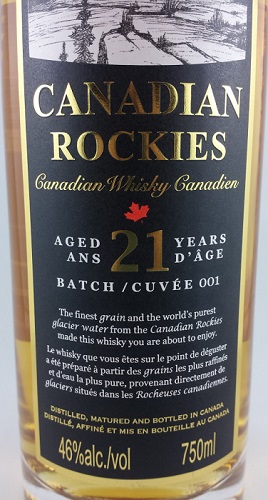 CANADIAN
ROCKIES
Canadian Whisky Canadien
AGED 21 YEARS
ANS D'ÂGE
BATCH / CUVÉE 001
The finest grain and the world's purest
glacier water from the Canadian Rockies
made this whisky you are about to enjoy.
Le whisky que vous êtes sur le point de déguster
a été préparé à partir des grains les plus raffinés
et d'eau la plus pure, provenant directement de
glaciers situés dans les Rocheuses canadiennes.
DISTILLED, MATURED AND BOTTLED IN CANADA
DISTILLÉ, AFFINÉ ET MIS EN BOUTEILLE AU CANADA
46%alc./vol 750ml